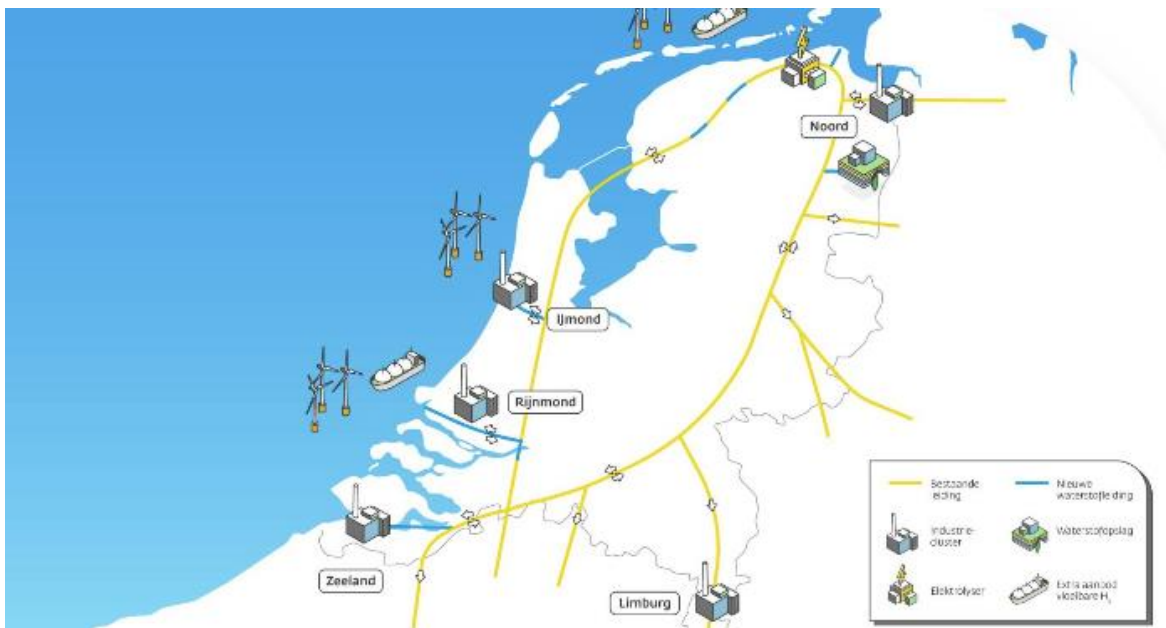 Noord
IJmond
Rijnmond
Zeeland
Limburg
Bestaande
leiding
Nieuwe
waterstofleiding
Industrie-
cluster
Waterstofopslag
Elektrolyser
Extra aanbod
vloeibare H₂